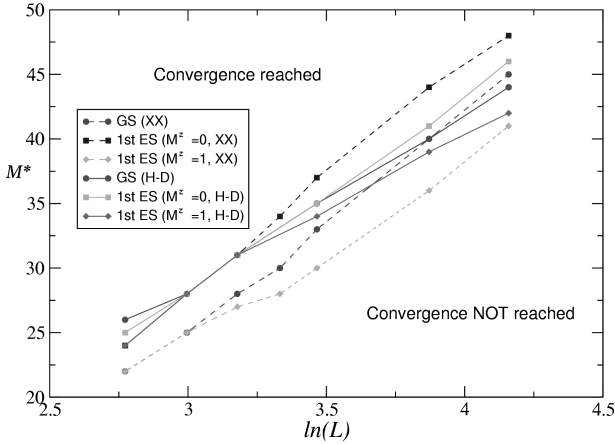 50
45
40
35
30
25
20
M*
Convergence reached
GS (XX)
1st ES (M^z =0, XX)
1st ES (M^z =1, XX)
GS (H-D)
1st ES (M^z =0, H-D)
1st ES (M^z =1, H-D)
Convergence NOT reached
2.5 3 3.5 4 4.5
ln(L)